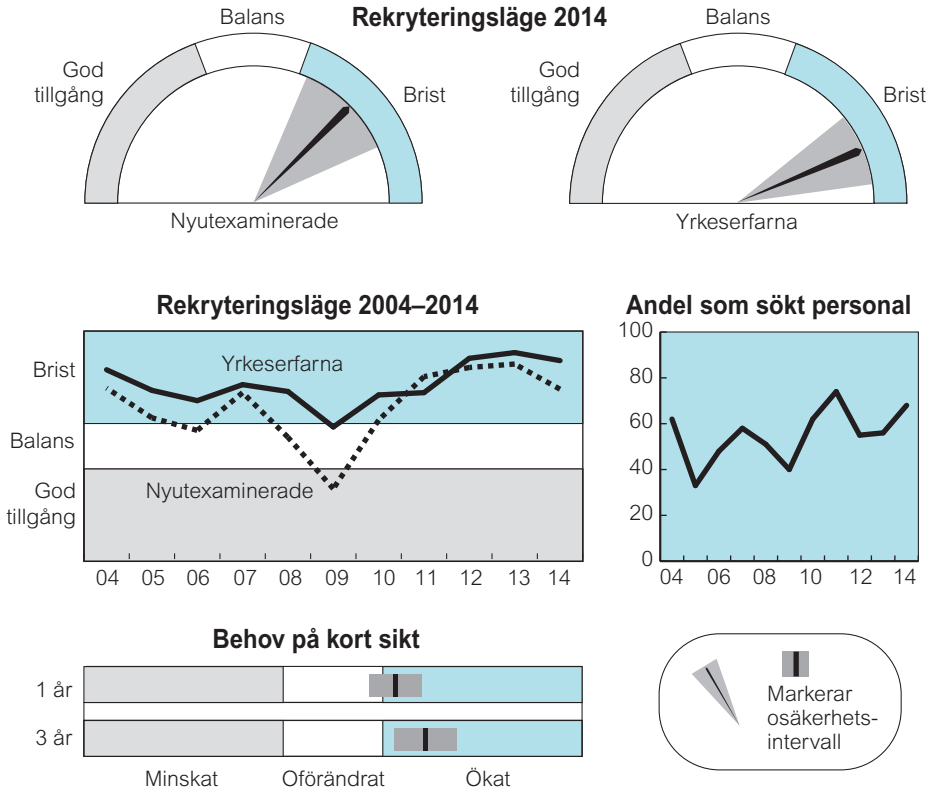 Rekryteringsläge 2014
Balans
God
tillgång
Brist
Nyutexaminerade
Balans
God
tillgång
Brist
Yrkeserfarna
Rekryteringsläge 2004–2014
Brist
Balans
God
tillgång
Yrkeserfarna
Nyutexaminerade
04 05 06 07 08 09 10 11 12 13 14
Andel som sökt personal
100
80
60
40
20
0
04 06 08 10 12 14
Behov på kort sikt
1 år
3 år
Minskat Oförändrat Ökat
Markerar
osäkerhets-
intervall